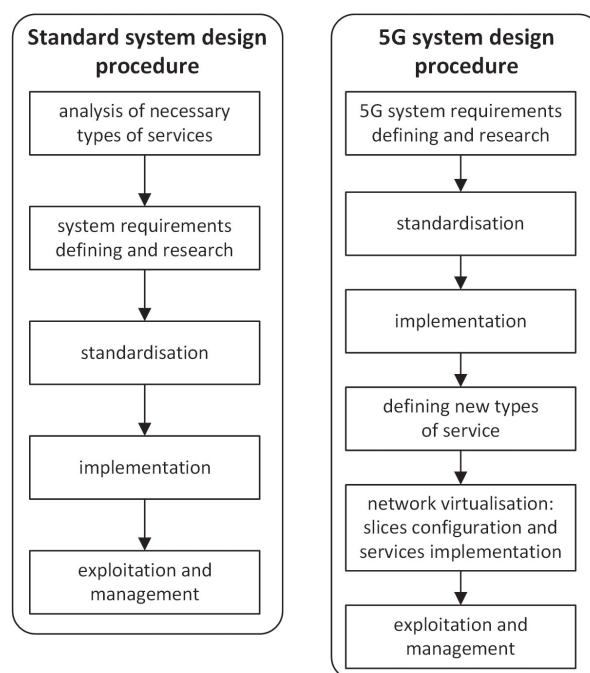 Standard system design
procedure
analysis of necessary
types of services
system requirements
defining and research
standardisation
implementation
exploitation and
management
5G system design
procedure
5G system requirements
defining and research
standardisation
implementation
defining new types
of service
network virtualisation:
slices configuration and
services implementation
exploitation and
management